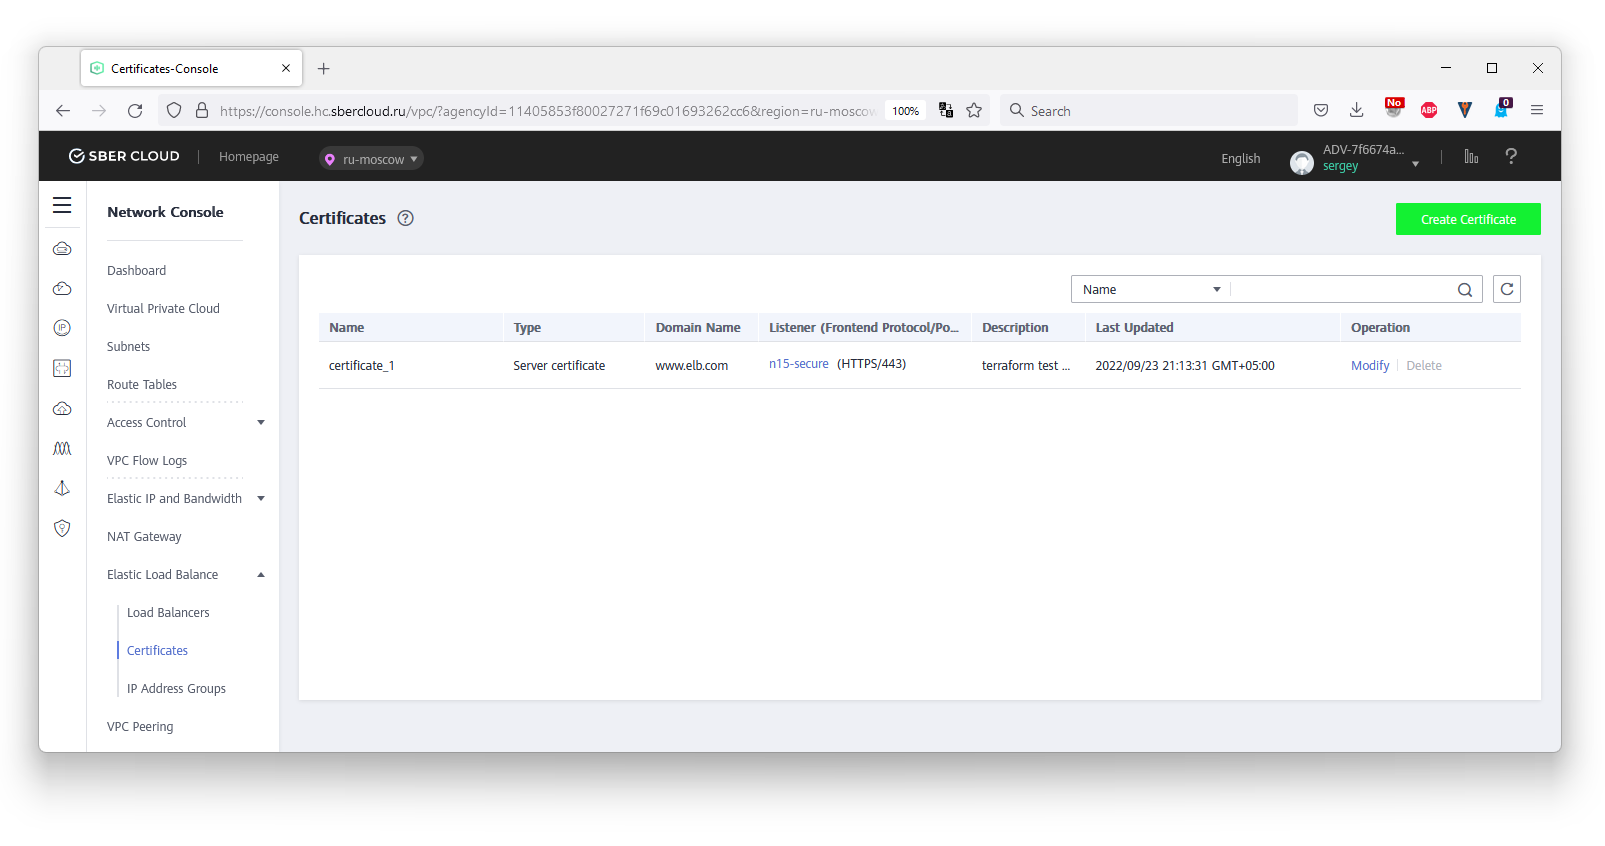 Certificates-Console
https://console.hc.sbercloud.ru/vpc/?agencyId=11405853f80027271f69c01693262cc6&region=ru-moscow
100%
Search
No
ABP
0
SBER CLOUD
Homepage
ru-moscow
English
ADV-7f6674a...
sergey
?
Network Console
Dashboard
Virtual Private Cloud
IP
Subnets
Route Tables
Access Control
VPC Flow Logs
Elastic IP and Bandwidth
NAT Gateway
Elastic Load Balance
Load Balancers
Certificates
IP Address Groups
VPC Peering
Certificates ?
Create Certificate
Name
Name Type Domain Name Listener (Frontend Protocol/Po... Description Last Updated Operation
certificate_1 Server certificate www.elb.com n15-secure (HTTPS/443) terraform test ... 2022/09/23 21:13:31 GMT+05:00 Modify Delete